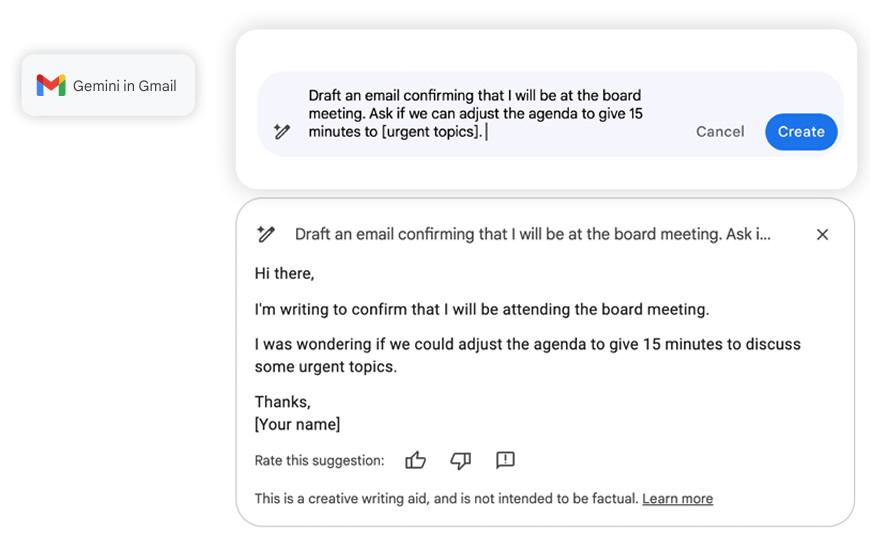 Gemini in Gmail
Draft an email confirming that I will be at the board
meeting. Ask if we can adjust the agenda to give 15
minutes to [urgent topics].
Cancel
Create
Draft an email confirming that I will be at the board meeting. Ask i...
Hi there,
I'm writing to confirm that I will be attending the board meeting.
I was wondering if we could adjust the agenda to give 15 minutes to discuss
some urgent topics.
Thanks,
[Your name]
Rate this suggestion:
This is a creative writing aid, and is not intended to be factual. Learn more